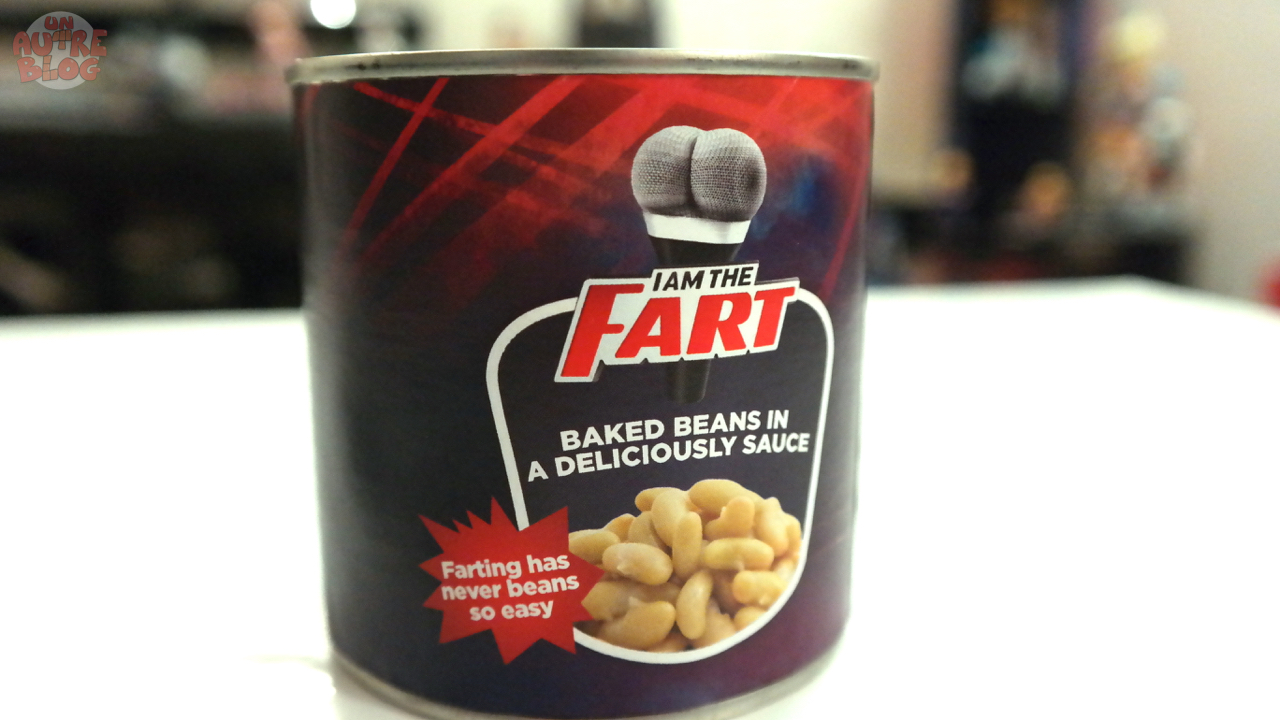 UN
AUTRE
BLOG
I AM THE
FART
BAKED BEANS IN
A DELICIOUSLY SAUCE
Farting has
never beans
so easy